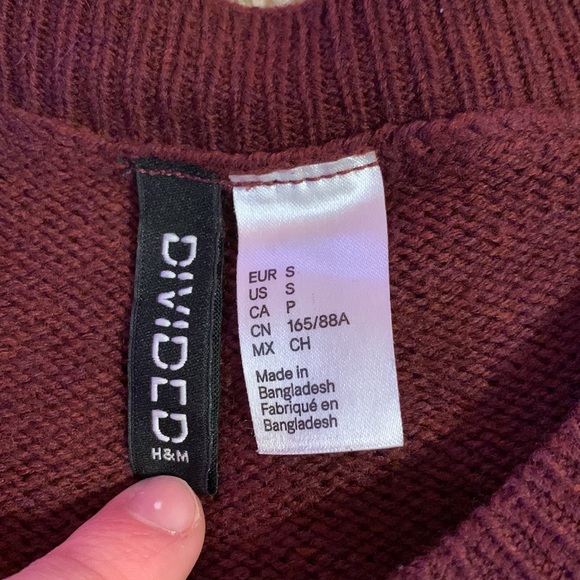 DIVIDED
H&M
EUR S
US S
CA P
CN 165/88A
MX CH
Made in
Bangladesh
Fabriqué en
Bangladesh